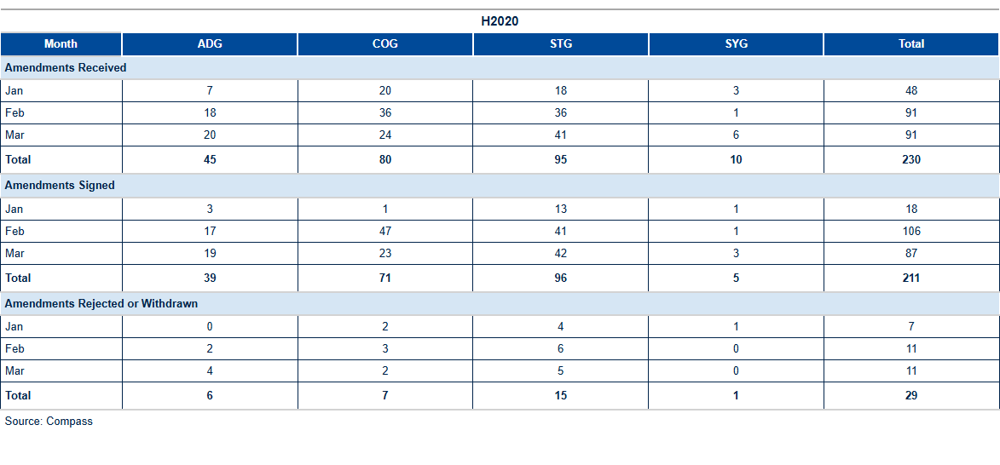 H2020
Month ADG COG STG SYG Total
Amendments Received
Jan 7 20 18 3 48
Feb 18 36 36 1 91
Mar 20 24 41 6 91
Total 45 80 95 10 230
Amendments Signed
Jan 3 1 13 1 18
Feb 17 47 41 1 106
Mar 19 23 42 3 87
Total 39 71 96 5 211
Amendments Rejected or Withdrawn
Jan 0 2 4 1 7
Feb 2 3 6 0 11
Mar 4 2 5 0 11
Total 6 7 15 1 29
Source: Compass